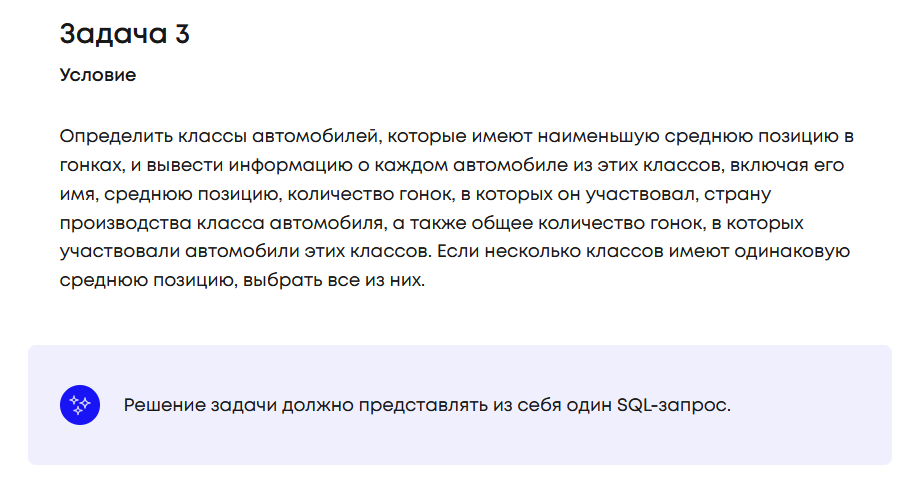 Задача 3
Условие
Определить классы автомобилей, которые имеют наименьшую среднюю позицию в
гонках, и вывести информацию о каждом автомобиле из этих классов, включая его
имя, среднюю позицию, количество гонок, в которых он участвовал, страну
производства класса автомобиля, а также общее количество гонок, в которых
участвовали автомобили этих классов. Если несколько классов имеют одинаковую
среднюю позицию, выбрать все из них.
Решение задачи должно представлять из себя один SQL-запрос.